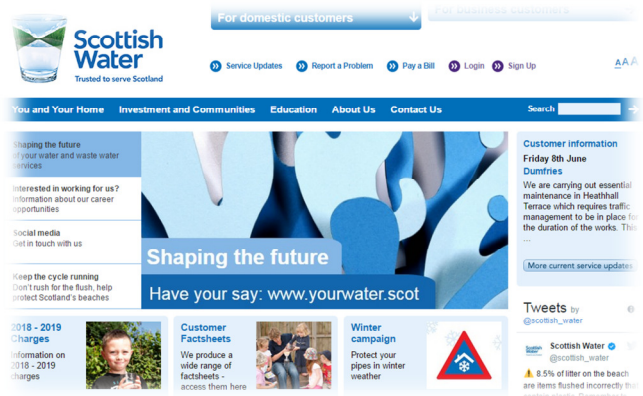 For domestic customers
For business customers
Scottish
Water
Trusted to serve Scotland
Service Updates
Report a Problem
Pay a Bill
Login
Sign Up
A A A
You and Your Home
Investment and Communities
Education
About Us
Contact Us
Search
Shaping the future
of your water and waste water
services
Interested in working for us?
Information about our career
opportunities
Social media
Get in touch with us
Keep the cycle running
Don't rush for the flush, help
protect Scotland's beaches
Shaping the future
Have your say: www.yourwater.scot
Customer information
Friday 8th June
Dumfries
We are carrying out essential
maintenance in Heathhall
Terrace which requires traffic
management to be in place for
the duration of the works. This
...
More current service updates
2018 - 2019
Charges
Information on
2018 - 2019
charges
Customer
Factsheets
We produce a
wide range of
factsheets -
access them here
Winter
campaign
Protect your
pipes in winter
weather
Tweets by
@scottish_water
Scottish Water
@scottish_water
8.5% of litter on the beach
are items flushed incorrectly that
contain plastic. Remember to